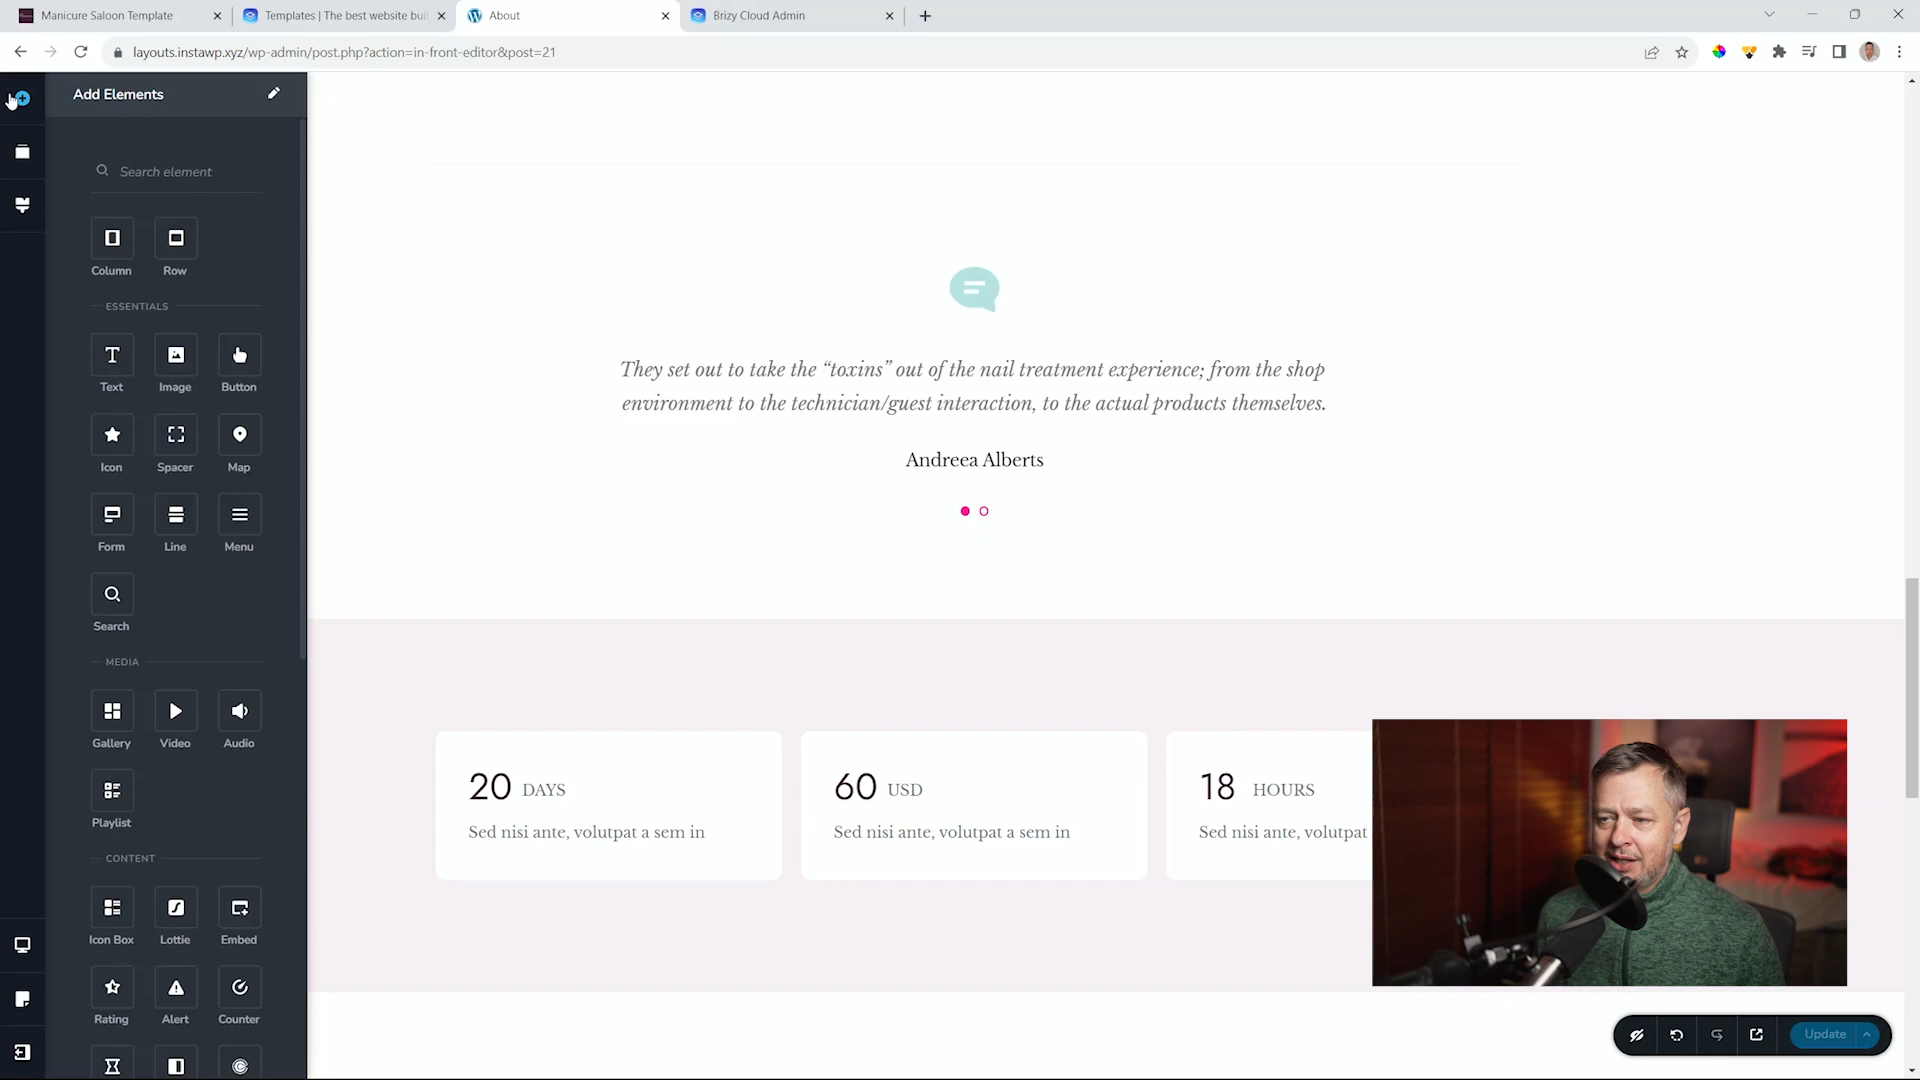 Manicure Saloon Template
Templates | The best website buil
About
Brizy Cloud Admin
layouts.instawp.xyz/wp-admin/post.php?action=in-front-editor&post=21
Add Elements
Search element
Column
Row
ESSENTIALS
Text
Image
Button
Icon
Spacer
Map
Form
Line
Menu
Search
MEDIA
Gallery
Video
Audio
Playlist
CONTENT
Icon Box
Lottie
Embed
Rating
Alert
Counter
They set out to take the “toxins” out of the nail treatment experience; from the shop
environment to the technician/guest interaction, to the actual products themselves.
Andreea Alberts
20 DAYS
Sed nisi ante, volutpat a sem in
60 USD
Sed nisi ante, volutpat a sem in
18 HOURS
Sed nisi ante, volutpat
Update